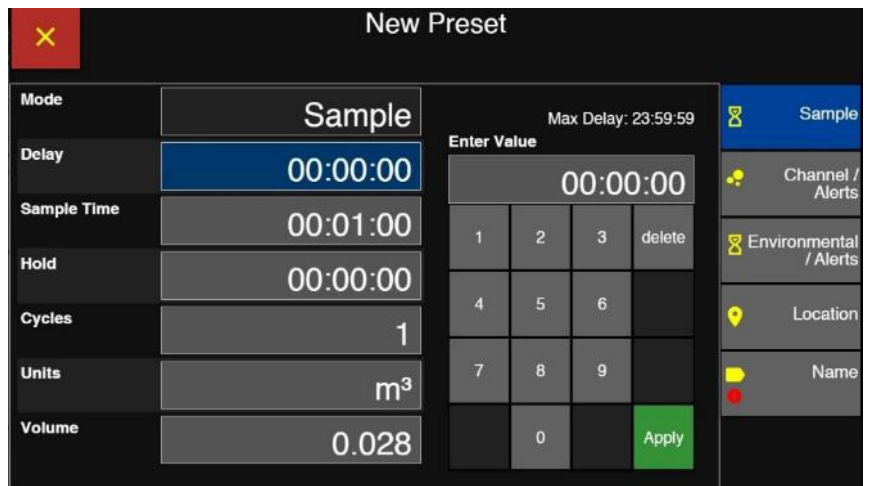 New Preset
Mode
Sample
Delay
00:00:00
Sample Time
00:01:00
Hold
00:00:00
Cycles
1
Units
m³
Volume
0.028
Max Delay: 23:59:59
Enter Value
00:00:00
1 2 3 delete
4 5 6
7 8 9
0 Apply
Sample
Channel /
Alerts
Environmental
/ Alerts
Location
Name